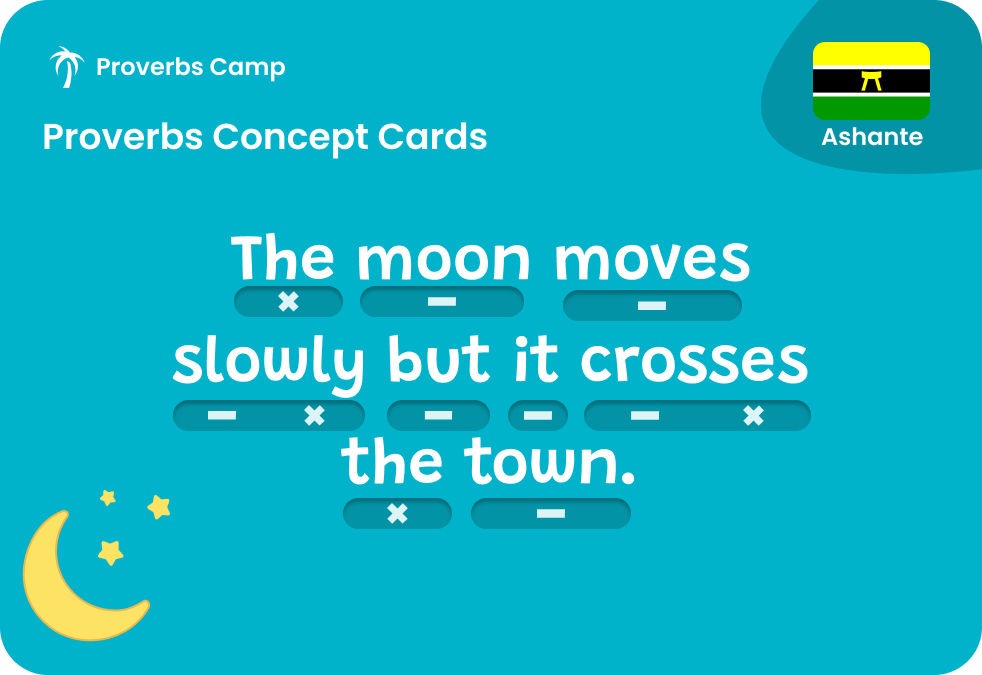 Proverbs Camp
Proverbs Concept Cards
Ashante
The moon moves
slowly but it crosses
the town.